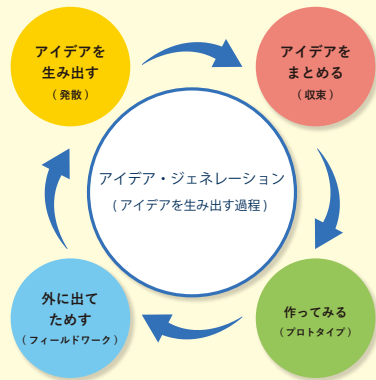 アイデアを
生み出す
（発散）
アイデアを
まとめる
（収束）
アイデア・ジェネレーション
（アイデアを生み出す過程）
外に出て
ためす
（フィールドワーク）
作ってみる
（プロトタイプ）